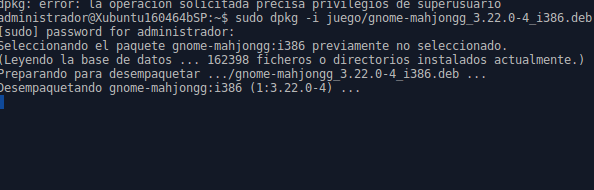 dpkg: error: la operación solicitada precisa privilegios de superusuario
administrador@Xubuntu160464bSP:~$ sudo dpkg -i juego/gnome-mahjongg_3.22.0-4_i386.deb
[sudo] password for administrador:
Seleccionando el paquete gnome-mahjongg:i386 previamente no seleccionado.
(Leyendo la base de datos ... 162398 ficheros o directorios instalados actualmente.)
Preparando para desempaquetar .../gnome-mahjongg_3.22.0-4_i386.deb ...
Desempaquetando gnome-mahjongg:i386 (1:3.22.0-4) ...